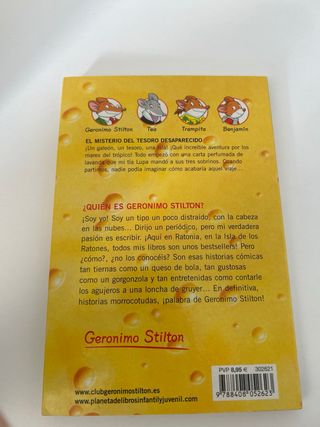 Geronimo Stilton Tea Trampita Benjamín
EL MISTERIO DEL TESORO DESAPARECIDO
¡Un galeón, un tesoro, una isla! ¡Qué increíble aventura por los
mares del trópico! Todo empezó con una carta perfumada de
lavanda que mi tía Lupa mandó a sus tres sobrinos. Cuando
partimos, nadie podía imaginar cómo acabaría aquel viaje...
¿QUIÉN ES GERONIMO STILTON?
¡Soy yo! Soy un tipo un poco distraído, con la cabeza
en las nubes... Dirijo un periódico, pero mi verdadera
pasión es escribir. ¡Aquí en Ratonia, en la Isla de los
Ratones, todos mis libros son unos bestsellers! Pero
¿cómo?, ¿no los conocéis? Son esas historias cómicas
tan tiernas como un queso de bola, tan gustosas
como un gorgonzola y tan entretenidas como contarle
los agujeros a una loncha de gruyer... En definitiva,
historias morrocotudas, ¡palabra de Geronimo Stilton!
Geronimo Stilton
PVP 8,95 € 302621
www.clubgeronimostilton.es
www.planetadelibrosinfantilyjuvenil.com
9 788408 052623